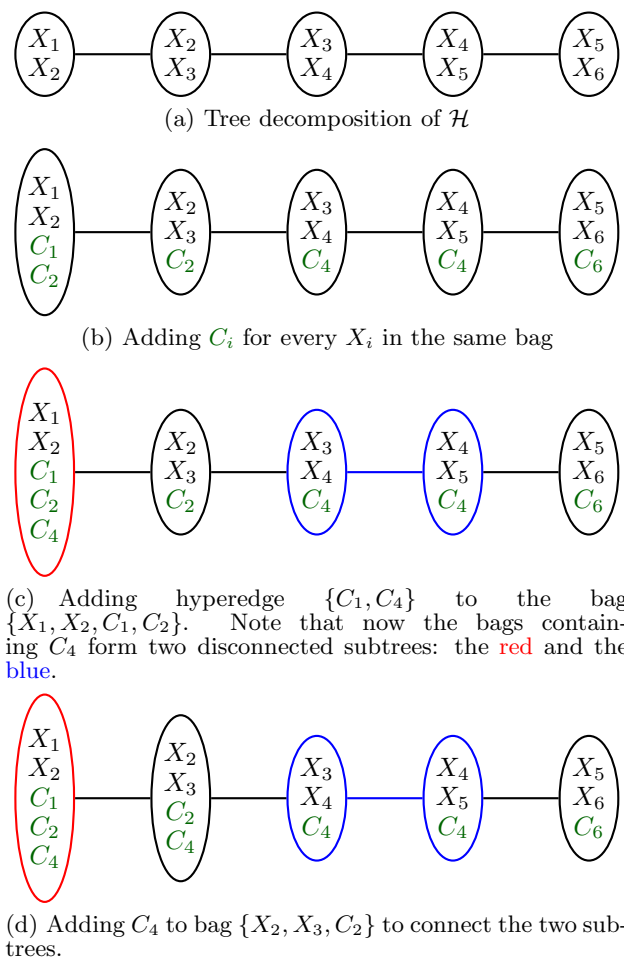 X₁ X₂ X₃ X₄ X₅
X₂ X₃ X₄ X₅ X₆
(a) Tree decomposition of ℋ
X₁
X₂ X₂ X₃ X₄ X₅
C₁ X₃ X₄ X₅ X₆
C₂ C₂ C₄ C₄ C₆
(b) Adding Cᵢ for every Xᵢ in the same bag
X₁
X₂ X₂ X₃ X₄ X₅
C₁ X₃ X₄ X₅ X₆
C₂ C₂ C₄ C₄ C₆
C₄
(c) Adding hyperedge {C₁, C₄} to the bag
{X₁, X₂, C₁, C₂}. Note that now the bags contain-
ing C₄ form two disconnected subtrees: the red and the
blue.
X₁ X₂
X₂ X₃ X₃ X₄ X₅
C₁ C₂ X₄ X₅ X₆
C₂ C₄ C₄ C₄ C₆
C₄
(d) Adding C₄ to bag {X₂, X₃, C₂} to connect the two sub-
trees.